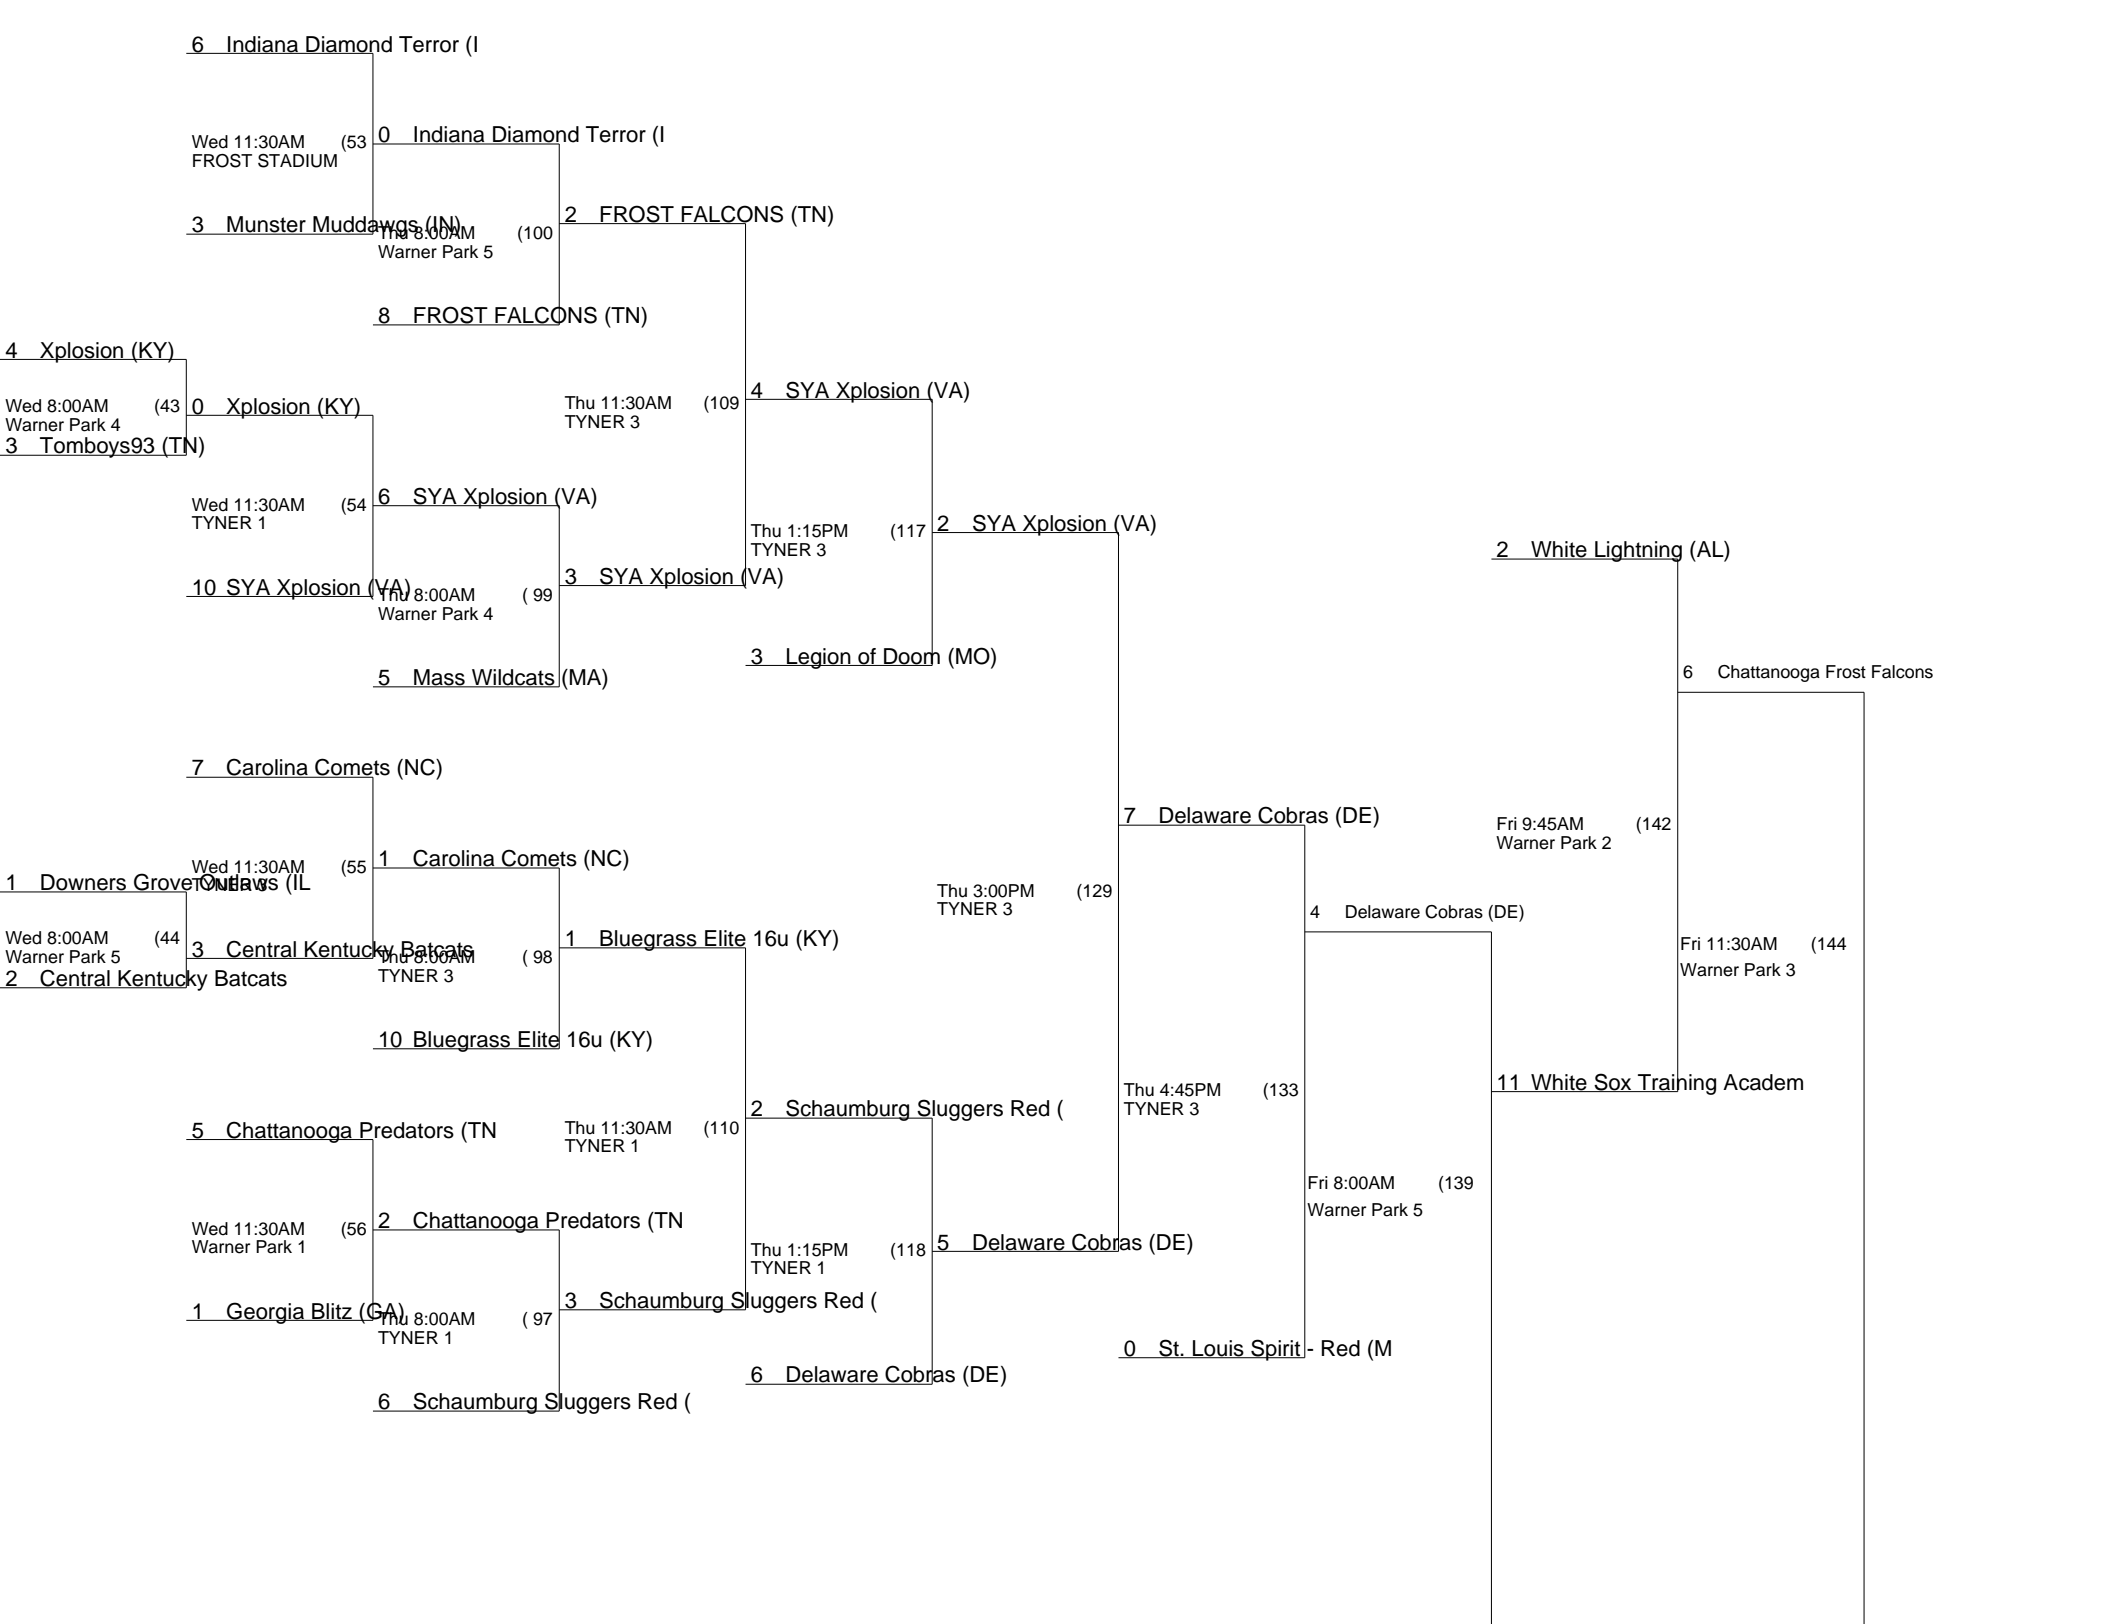 6 Indiana Diamond Terror (I
Wed 11:30AM (53
FROST STADIUM
0 Indiana Diamond Terror (I
3 Munster Muddawgs (IN)
Thu 8:00AM (100
Warner Park 5
2 FROST FALCONS (TN)
8 FROST FALCONS (TN)
4 Xplosion (KY)
Wed 8:00AM (43
Warner Park 4
3 Tomboys93 (TN)
0 Xplosion (KY)
Thu 11:30AM (109
TYNER 3
4 SYA Xplosion (VA)
Wed 11:30AM (54
TYNER 1
6 SYA Xplosion (VA)
Thu 1:15PM (117
TYNER 3
2 SYA Xplosion (VA)
2 White Lightning (AL)
10 SYA Xplosion (VA)
Thu 8:00AM ( 99
Warner Park 4
3 SYA Xplosion (VA)
3 Legion of Doom (MO)
5 Mass Wildcats (MA)
6 Chattanooga Frost Falcons
7 Carolina Comets (NC)
7 Delaware Cobras (DE)
Fri 9:45AM (142
Warner Park 2
Wed 11:30AM (55
TYNER 3
1 Carolina Comets (NC)
1 Downers Grove Outlaws (IL
Wed 8:00AM (44
Warner Park 5
2 Central Kentucky Batcats
3 Central Kentucky Batcats
Thu 8:00AM ( 98
TYNER 3
1 Bluegrass Elite 16u (KY)
Thu 3:00PM (129
TYNER 3
4 Delaware Cobras (DE)
Fri 11:30AM (144
Warner Park 3
10 Bluegrass Elite 16u (KY)
Thu 11:30AM (110
TYNER 1
2 Schaumburg Sluggers Red (
Thu 4:45PM (133
TYNER 3
11 White Sox Training Academ
5 Chattanooga Predators (TN
Wed 11:30AM (56
Warner Park 1
2 Chattanooga Predators (TN
Thu 1:15PM (118
TYNER 1
5 Delaware Cobras (DE)
Fri 8:00AM (139
Warner Park 5
1 Georgia Blitz (GA)
Thu 8:00AM ( 97
TYNER 1
3 Schaumburg Sluggers Red (
6 Delaware Cobras (DE)
0 St. Louis Spirit - Red (M
6 Schaumburg Sluggers Red (